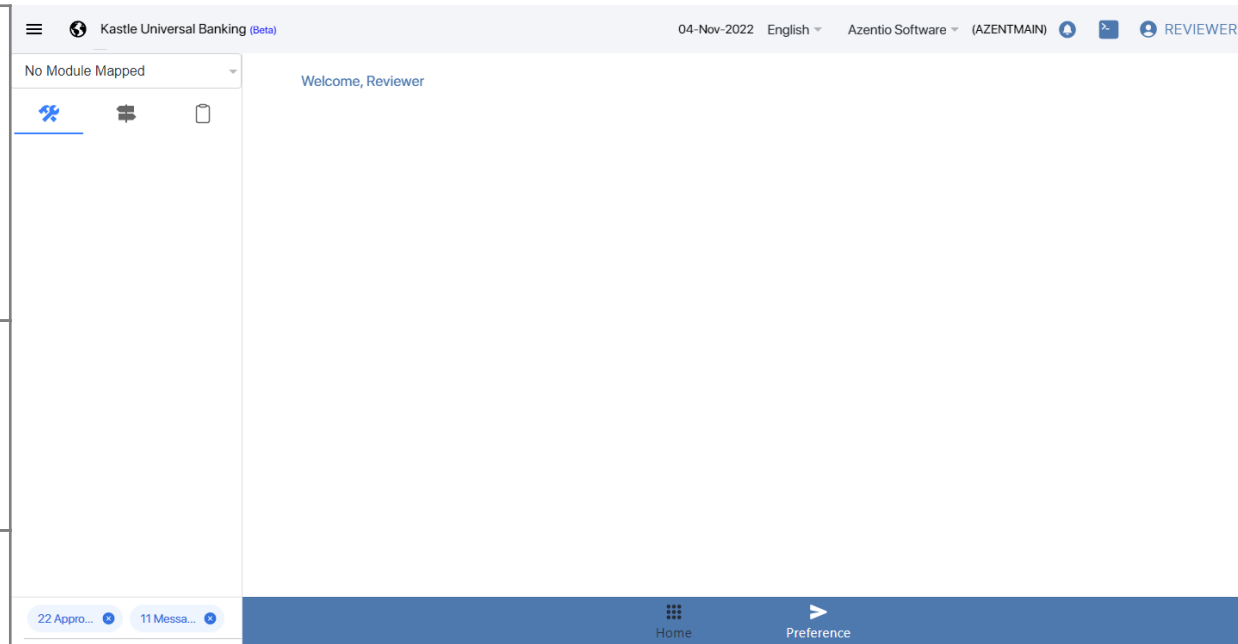 Kastle Universal Banking (Beta)
04-Nov-2022 English Azentio Software (AZENTMAIN) REVIEWER
No Module Mapped
Welcome, Reviewer
22 Appro... 11 Messa...
Home Preference